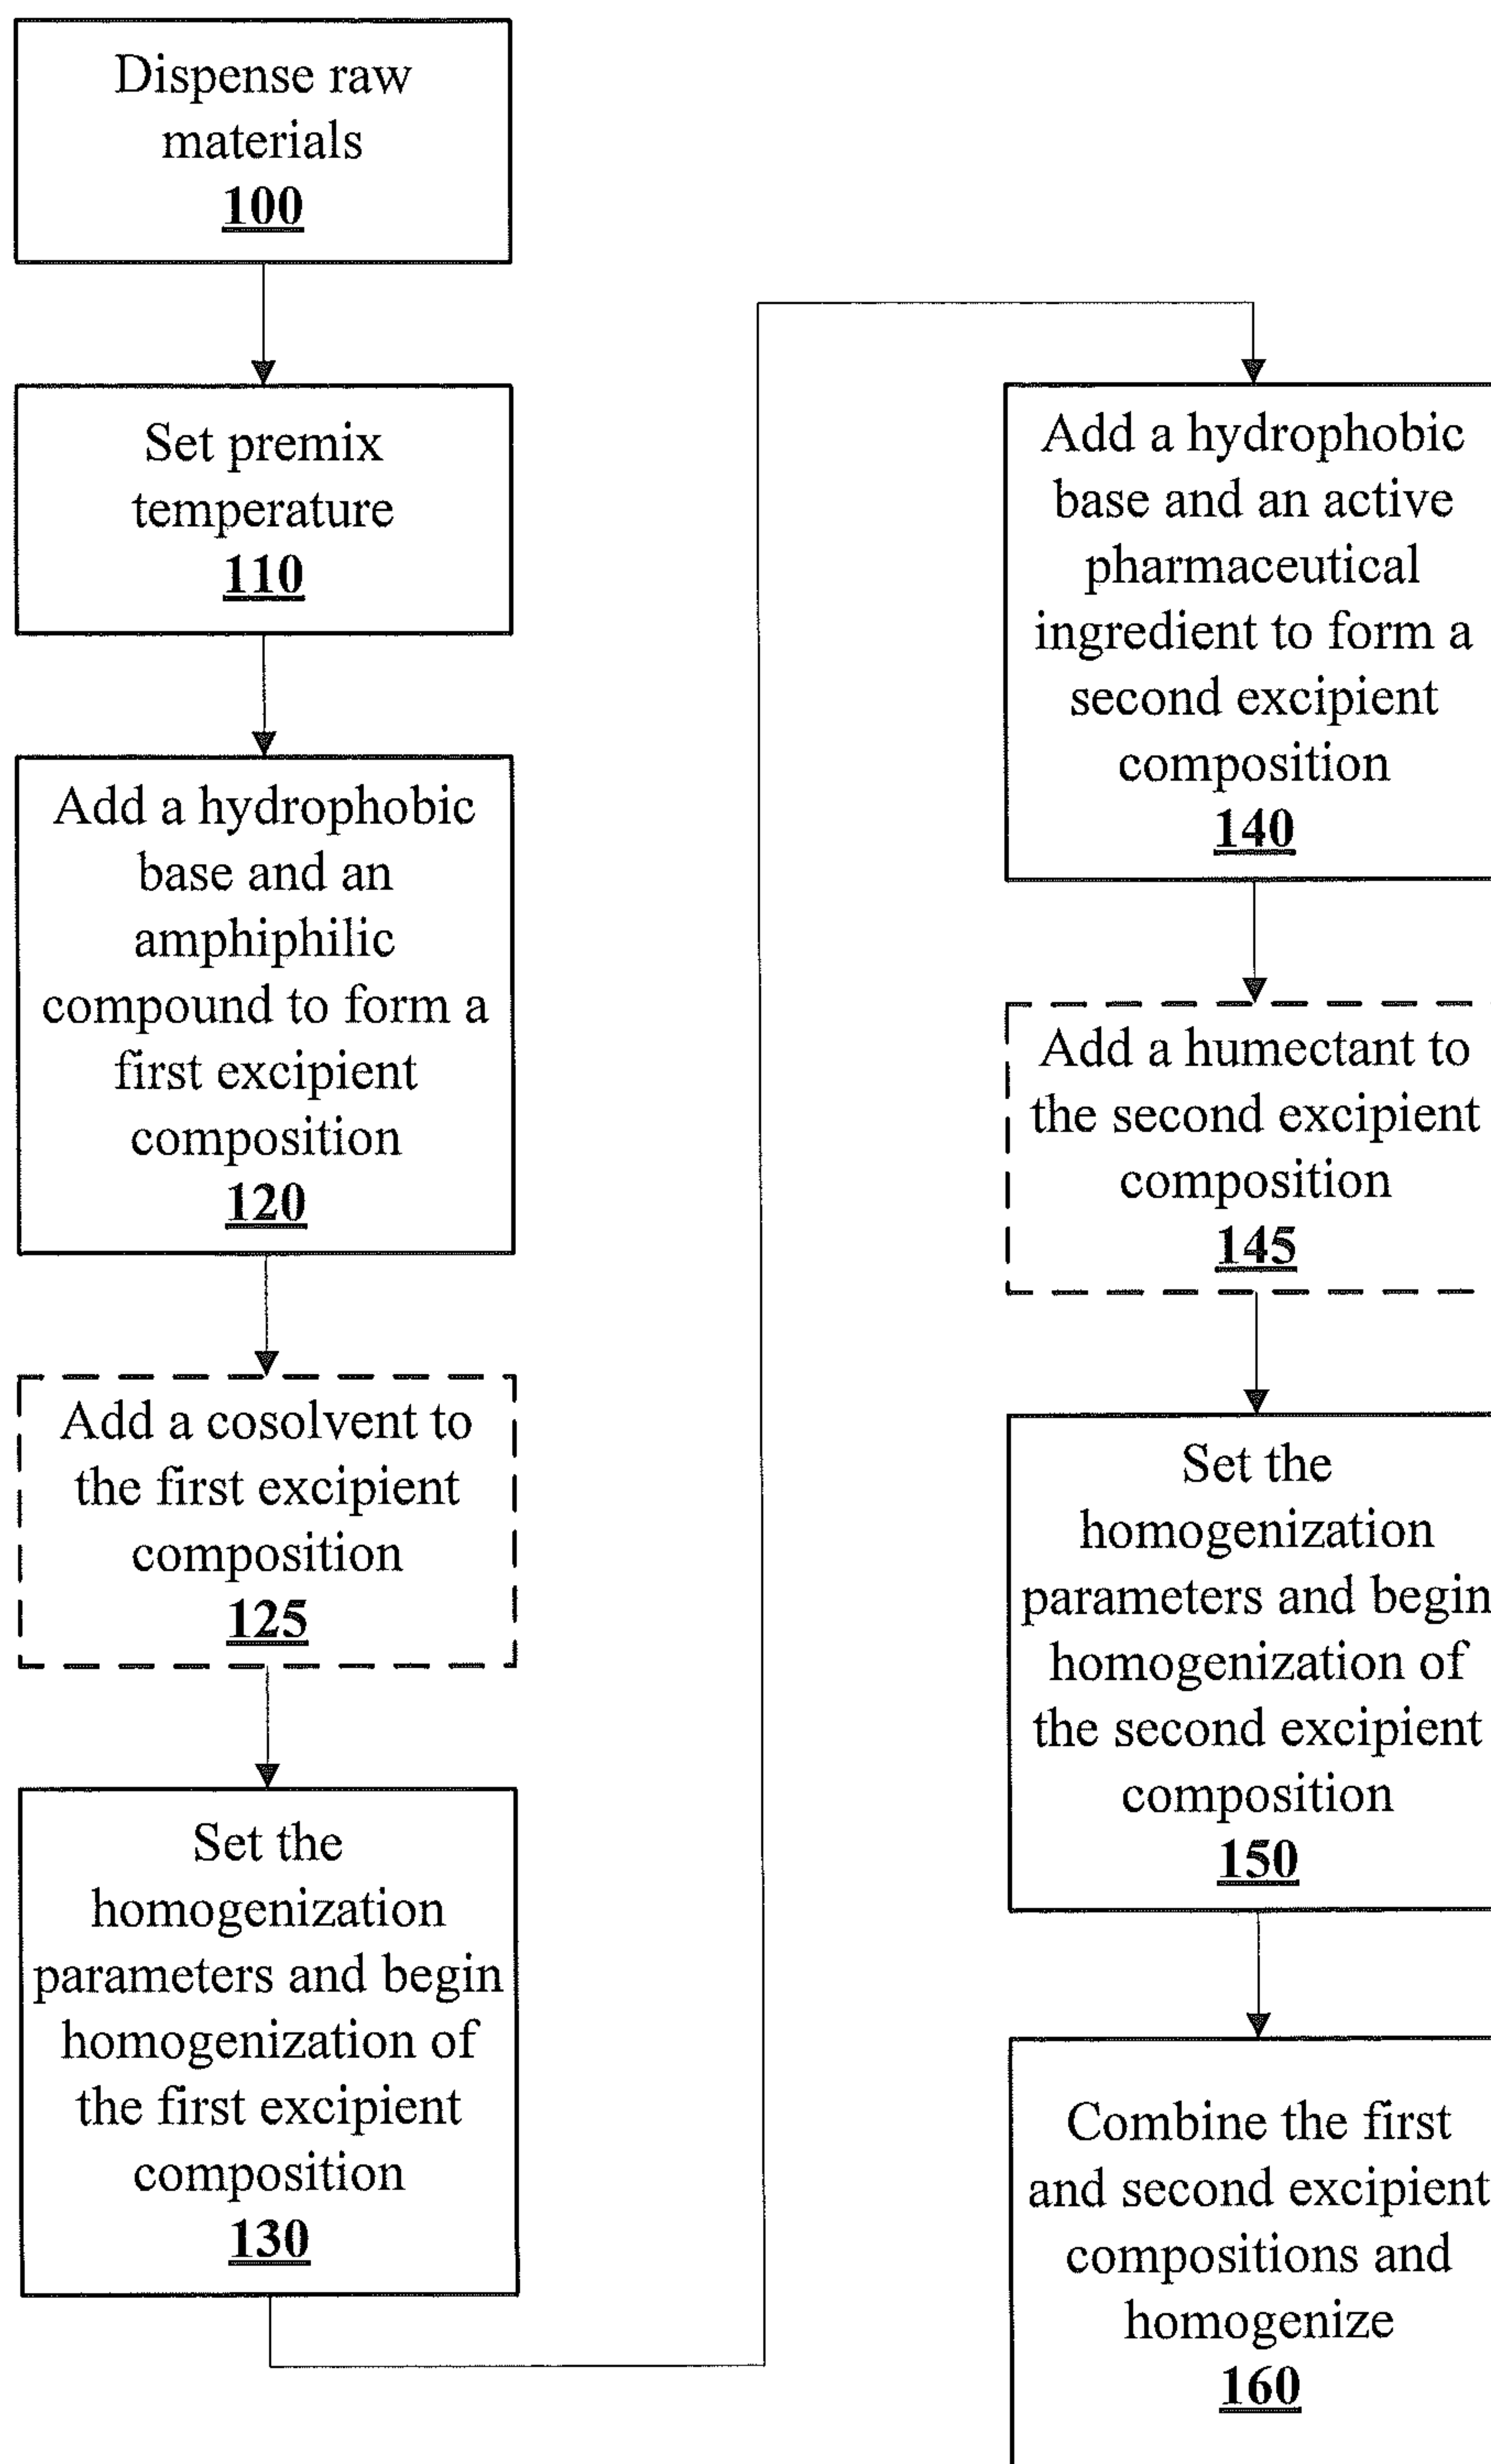 Dispense raw
materials
100
Set premix
temperature
110
Add a hydrophobic
base and an
amphiphilic
compound to form a
first excipient
composition
120
Add a cosolvent to
the first excipient
composition
125
Set the
homogenization
parameters and begin
homogenization of
the first excipient
composition
130
Add a hydrophobic
base and an active
pharmaceutical
ingredient to form a
second excipient
composition
140
Add a humectant to
the second excipient
composition
145
Set the
homogenization
parameters and begin
homogenization of
the second excipient
composition
150
Combine the first
and second excipient
compositions and
homogenize
160